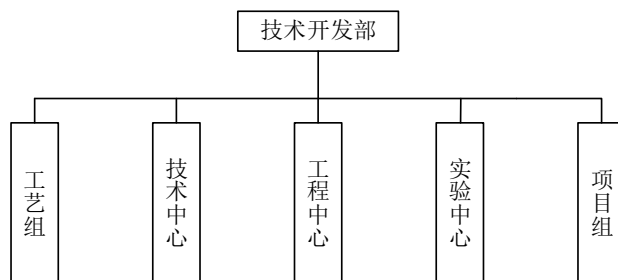 技术开发部
工艺组
技术中心
工程中心
实验中心
项目组